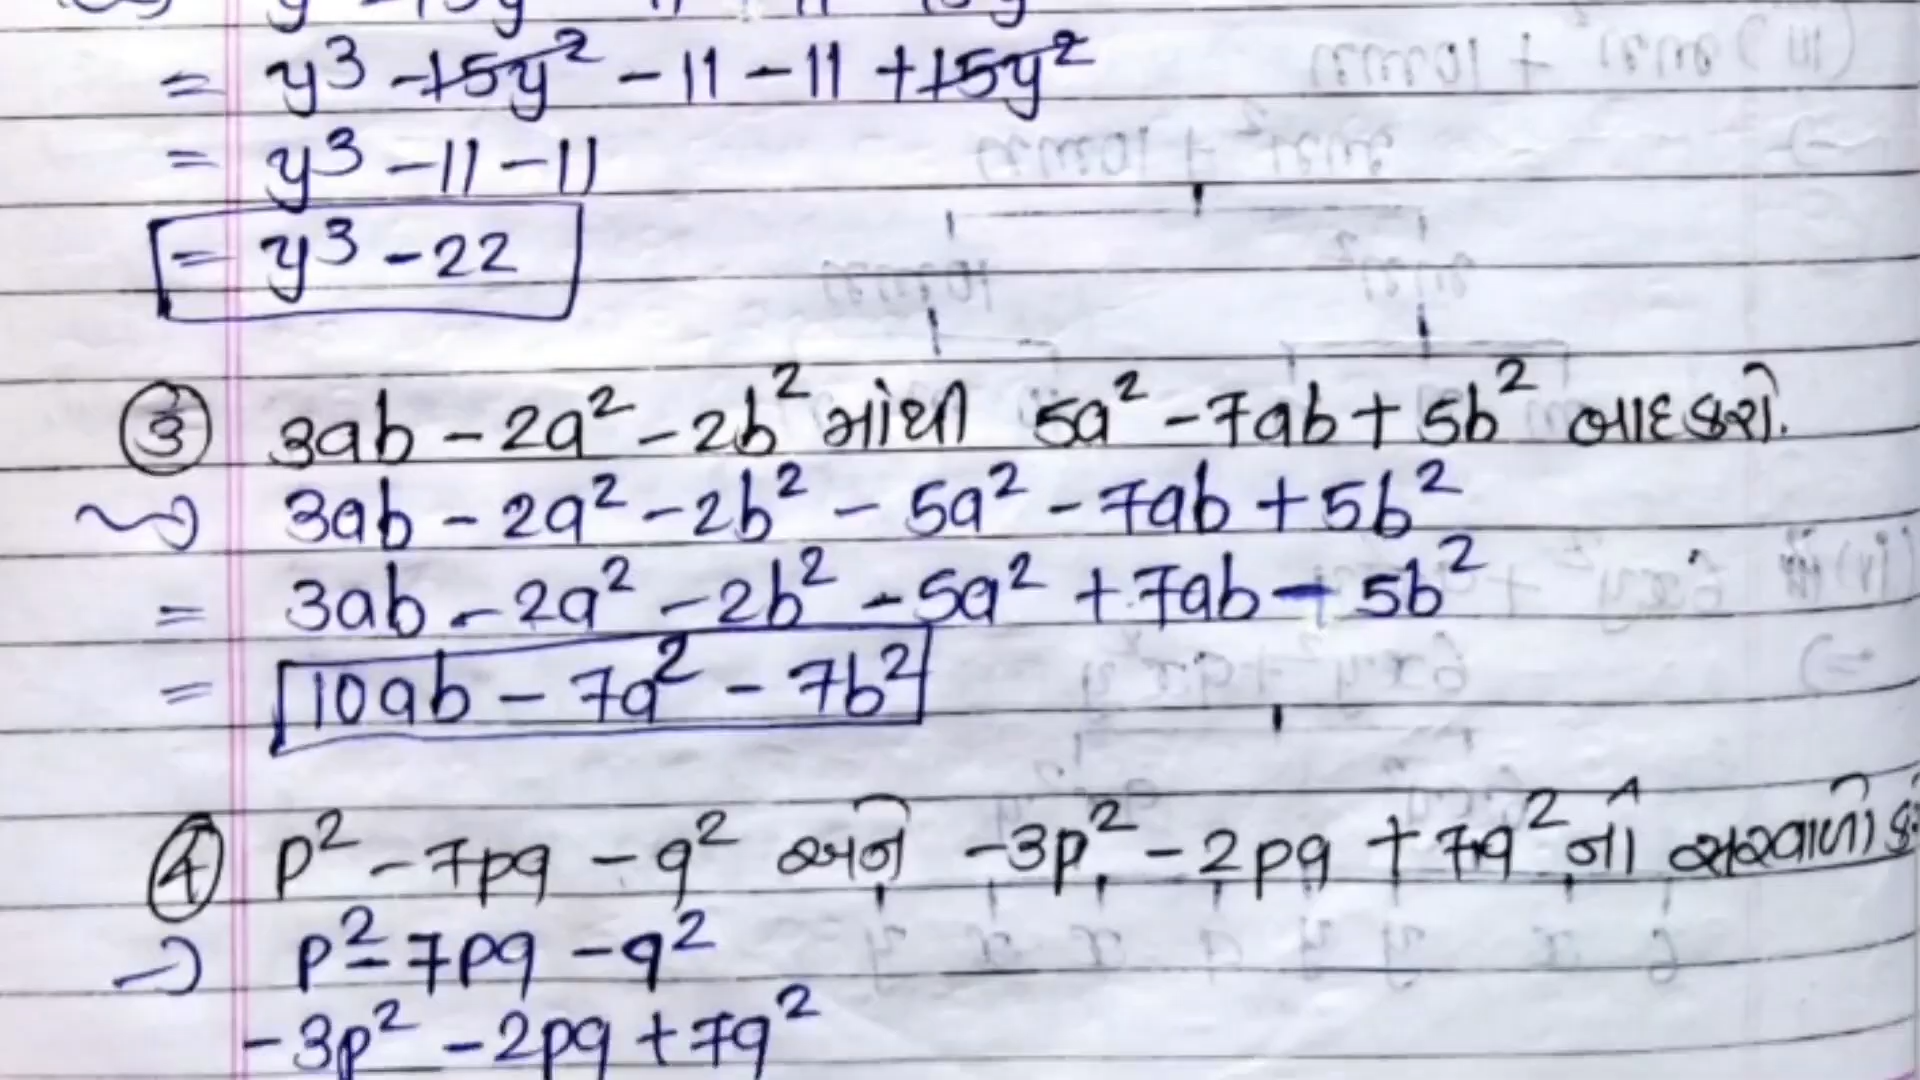 = y³ - 15y² - 11 - 11 + 15y²
= y³ - 11 - 11
= y³ - 22
③ 3ab - 2a² - 2b² માંથી 5a² - 7ab + 5b² બાદ કરો.
→ 3ab - 2a² - 2b² - 5a² - 7ab + 5b²
= 3ab - 2a² - 2b² - 5a² + 7ab - 5b²
= 10ab - 7a² - 7b²
④ p² - 7pq - q² અને -3p² - 2pq + 7q² નો સરવાળો
→ p² - 7pq - q²
-3p² - 2pq + 7q²